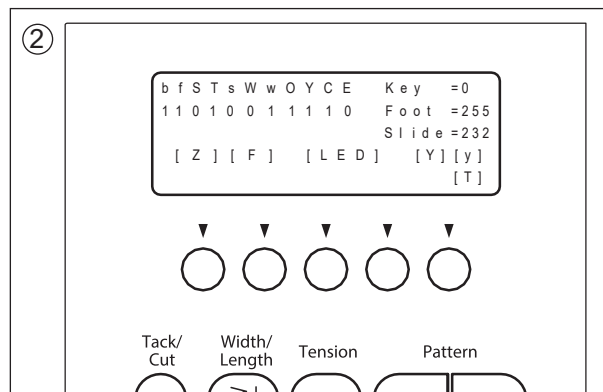 ②
b f S T s W w O Y C E Key =0
1 1 0 1 0 0 1 1 1 1 0 Foot =255
Slide =232
[ Z ] [ F ] [ L E D ] [ Y ] [ y ]
[ T ]
Tack/ Cut
Width/ Length
Tension
Pattern